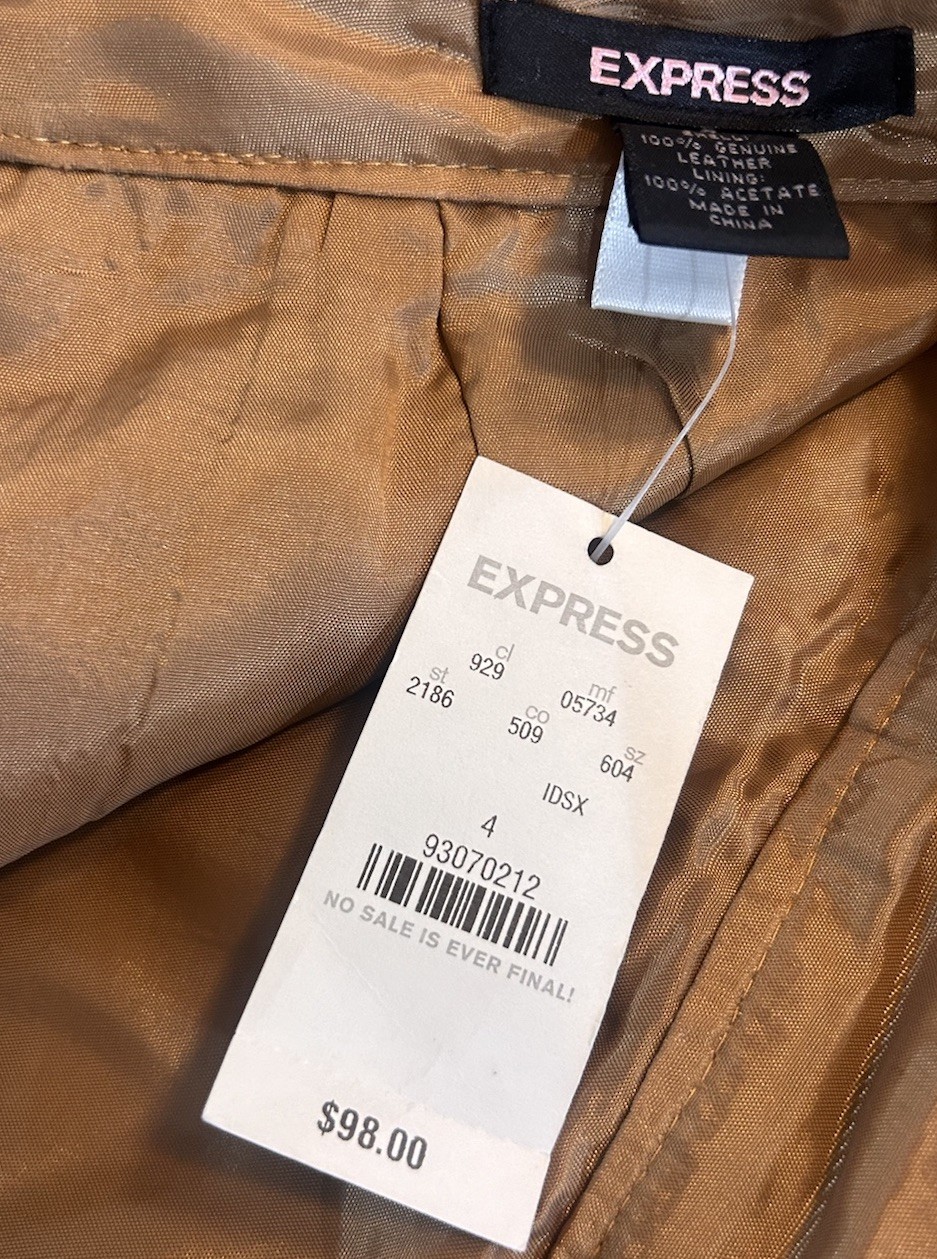 EXPRESS
100% GENUINE
LEATHER
LINING:
100% ACETATE
MADE IN
CHINA
EXPRESS
cl
929
st
2186
mf
05734
co
509
sz
604
IDSX
4
93070212
NO SALE IS EVER FINAL!
$98.00